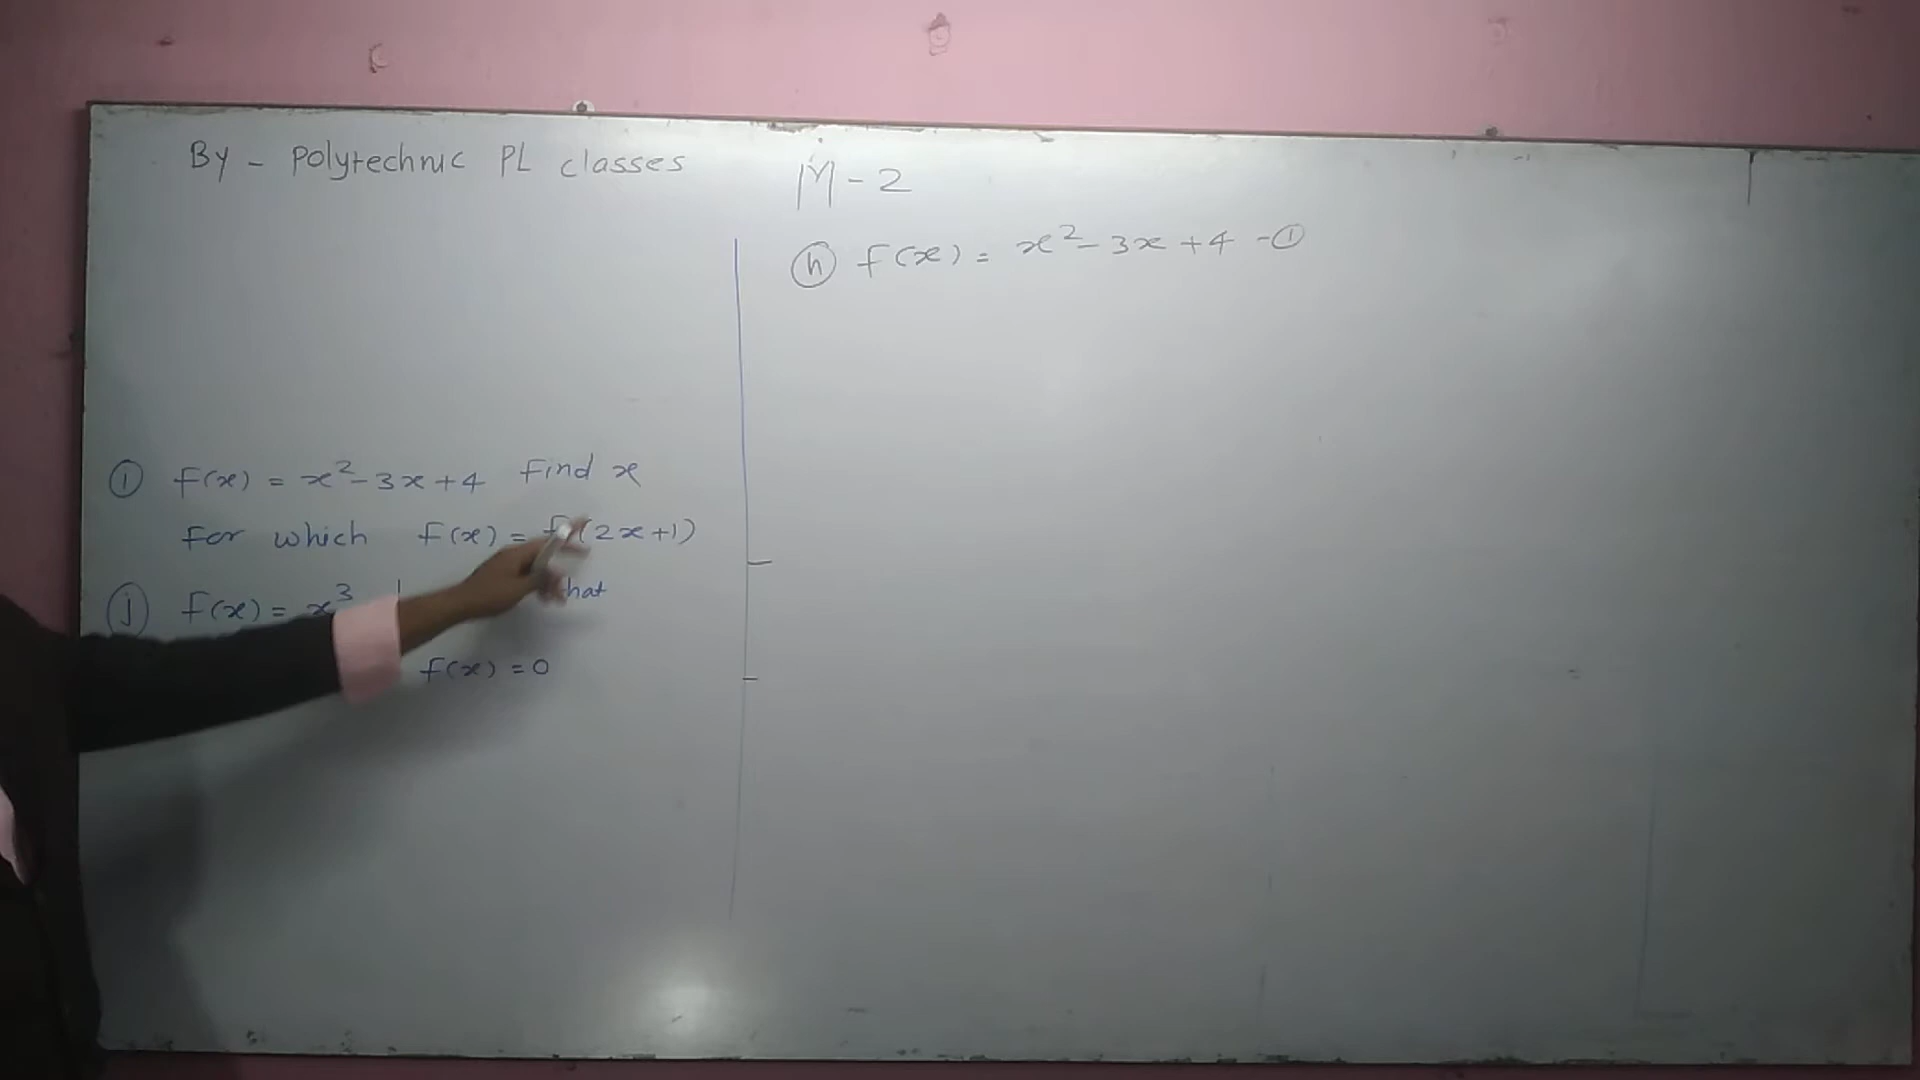 By - Polytechnic PL classes
M - 2
ⓗ f(x) = x² - 3x + 4 - ①
ⓘ f(x) = x² - 3x + 4 Find x
For which f(x) = f(2x+1)
ⓙ f(x) = x³ that
f(x) = 0